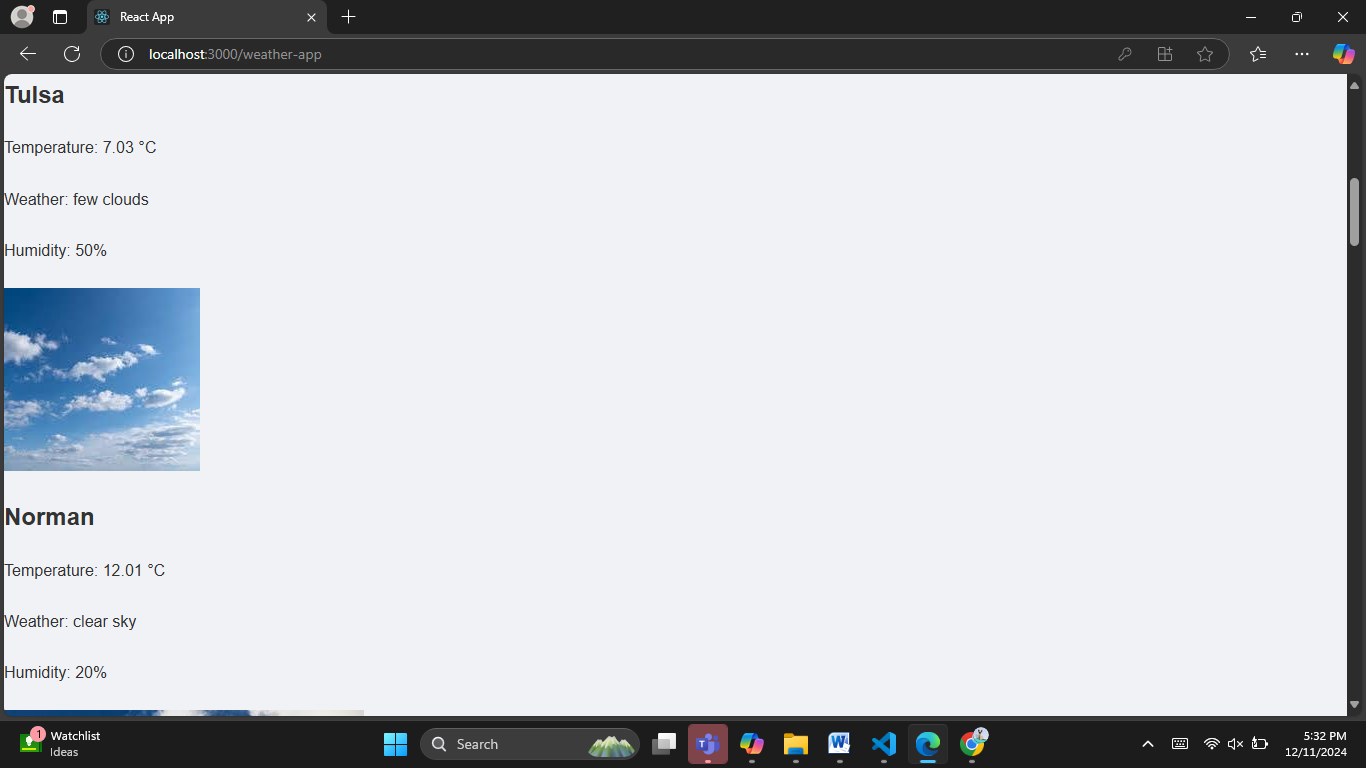 React App
localhost:3000/weather-app
Tulsa
Temperature: 7.03 °C
Weather: few clouds
Humidity: 50%
Norman
Temperature: 12.01 °C
Weather: clear sky
Humidity: 20%
1
Watchlist
Ideas
Search
T
W
Y
5:32 PM
12/11/2024